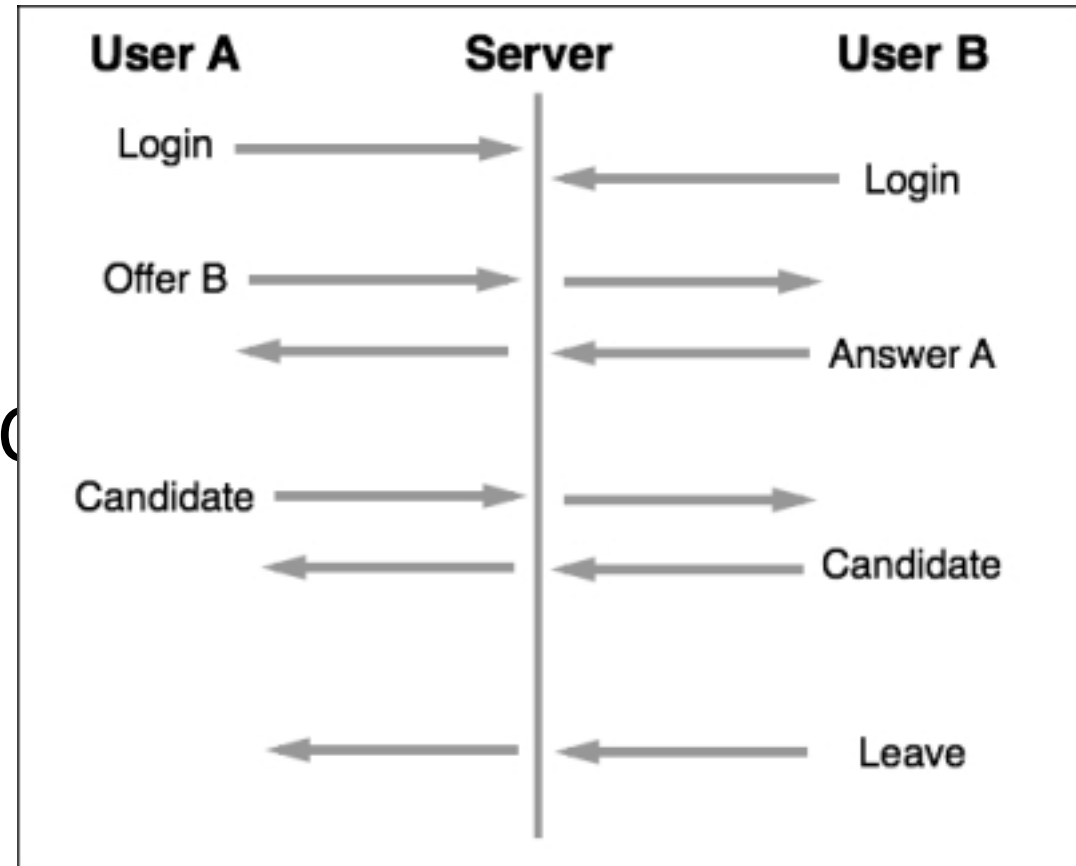 User A Server User B
Login
Login
Offer B
Answer A
Candidate
Candidate
Leave